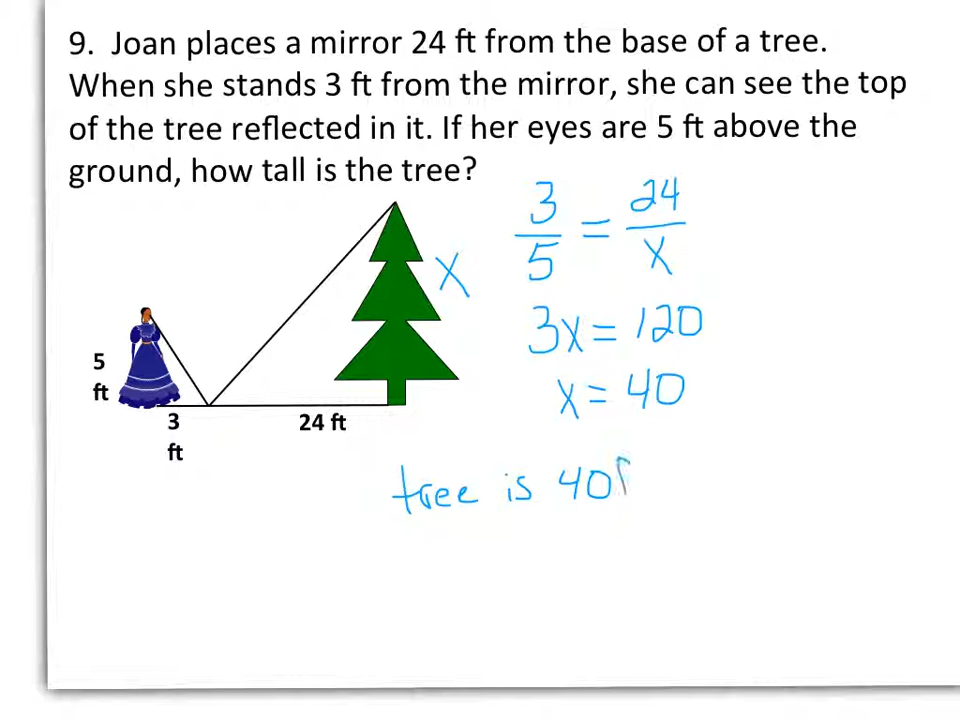 9. Joan places a mirror 24 ft from the base of a tree.
When she stands 3 ft from the mirror, she can see the top
of the tree reflected in it. If her eyes are 5 ft above the
ground, how tall is the tree?
3/5 = 24/x
x
3x = 120
5
ft
x = 40
3
ft
24 ft
tree is 40f